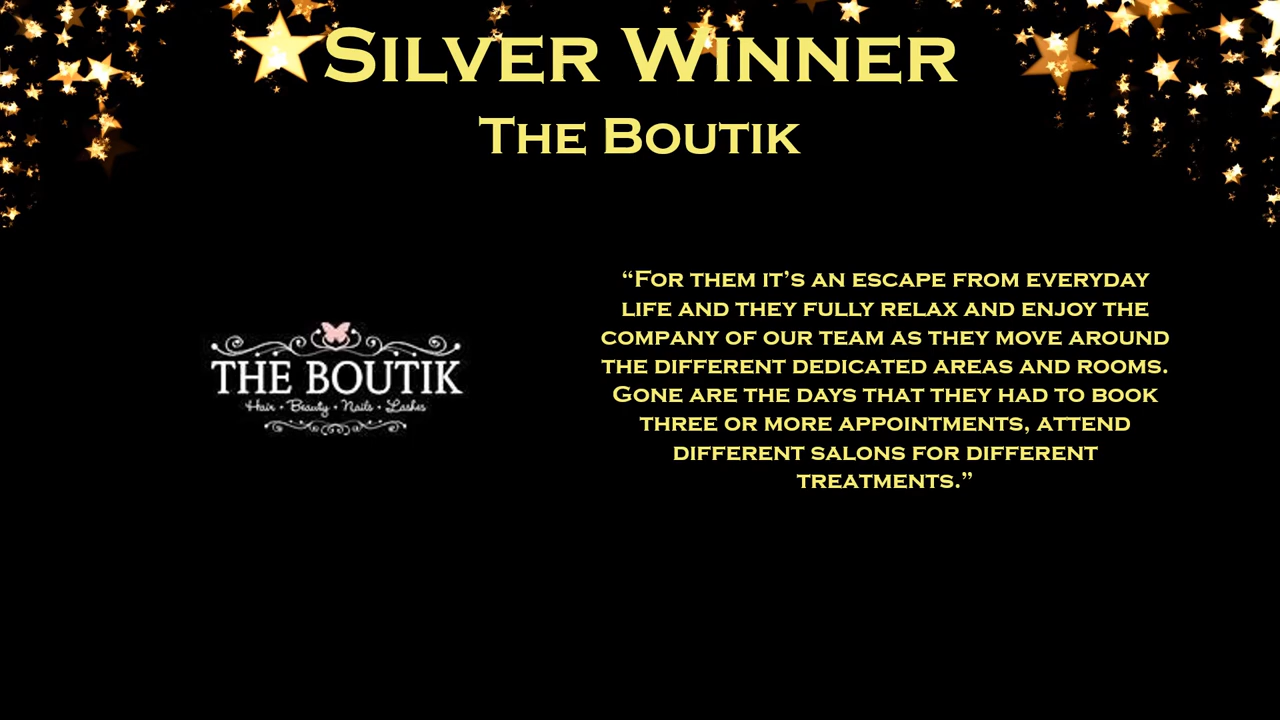 Silver Winner
The Boutik
THE BOUTIK
Hair • Beauty • Nails • Lashes
“For them it’s an escape from everyday
life and they fully relax and enjoy the
company of our team as they move around
the different dedicated areas and rooms.
Gone are the days that they had to book
three or more appointments, attend
different salons for different
treatments.”